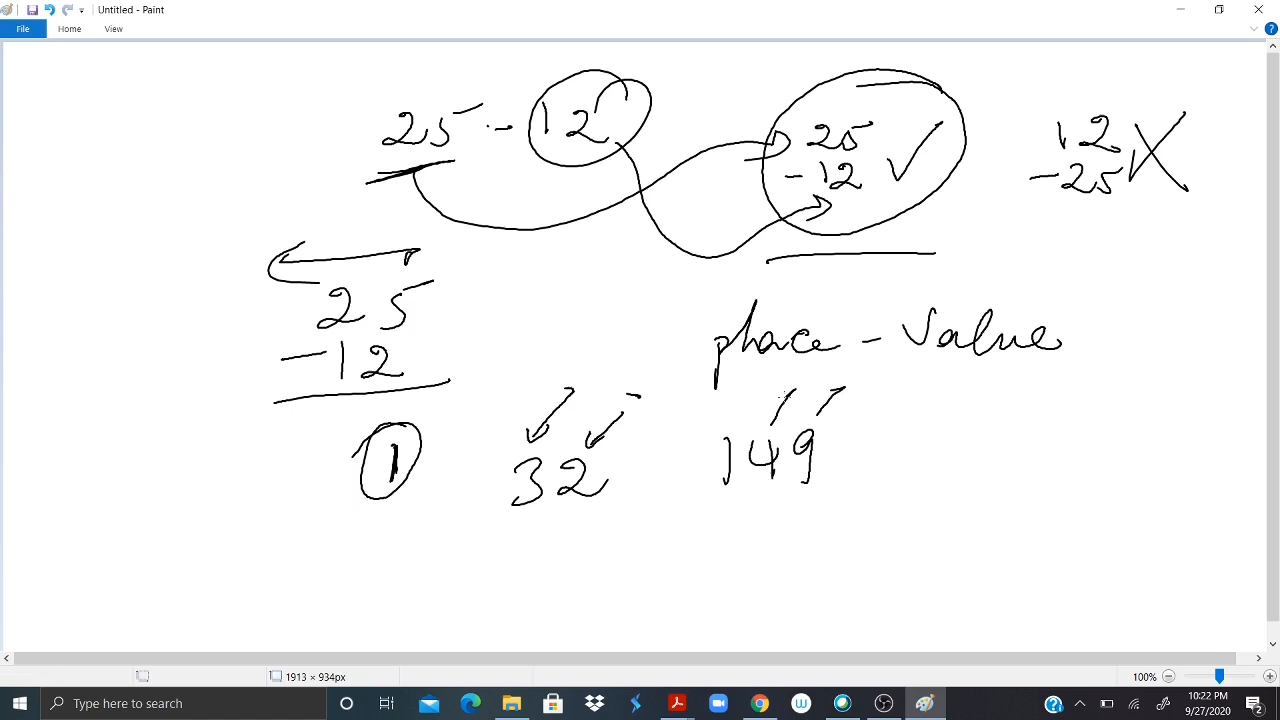 Untitled - Paint
File Home View
25 - 12
25
-12
12
-25
25
-12
1
place - value
32
149
1913 × 934px
100%
Type here to search
10:22 PM
9/27/2020